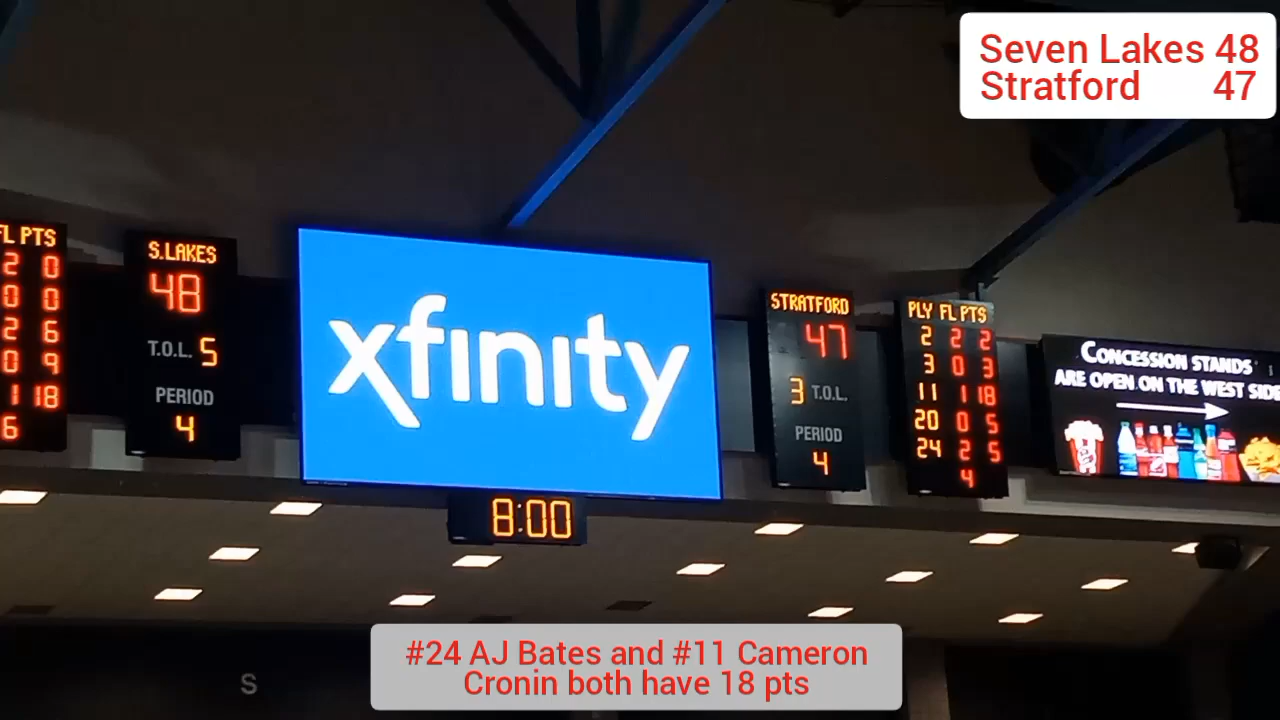 Seven Lakes 48
Stratford 47
FL PTS
2 0
0 0
2 6
0 9
1 18
6
S.LAKES
48
T.O.L. 5
PERIOD
4
xfinity
8:00
STRATFORD
47
3 T.O.L.
PERIOD
4
PLY FL PTS
2 2 2
3 0 3
11 1 18
20 0 5
24 2 5
4
CONCESSION STANDS
ARE OPEN ON THE WEST SIDE
S
#24 AJ Bates and #11 Cameron
Cronin both have 18 pts